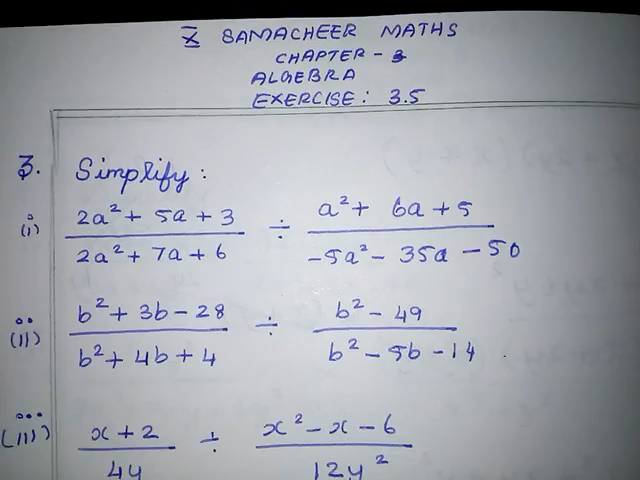 X SAMACHEER MATHS
CHAPTER - 3
ALGEBRA
EXERCISE: 3.5
3. Simplify:
(i) 2a² + 5a + 3 / 2a² + 7a + 6 ÷ a² + 6a + 5 / -5a² - 35a - 50
(ii) b² + 3b - 28 / b² + 4b + 4 ÷ b² - 49 / b² - 5b - 14
(iii) x + 2 / 4y ÷ x² - x - 6 / 12y²